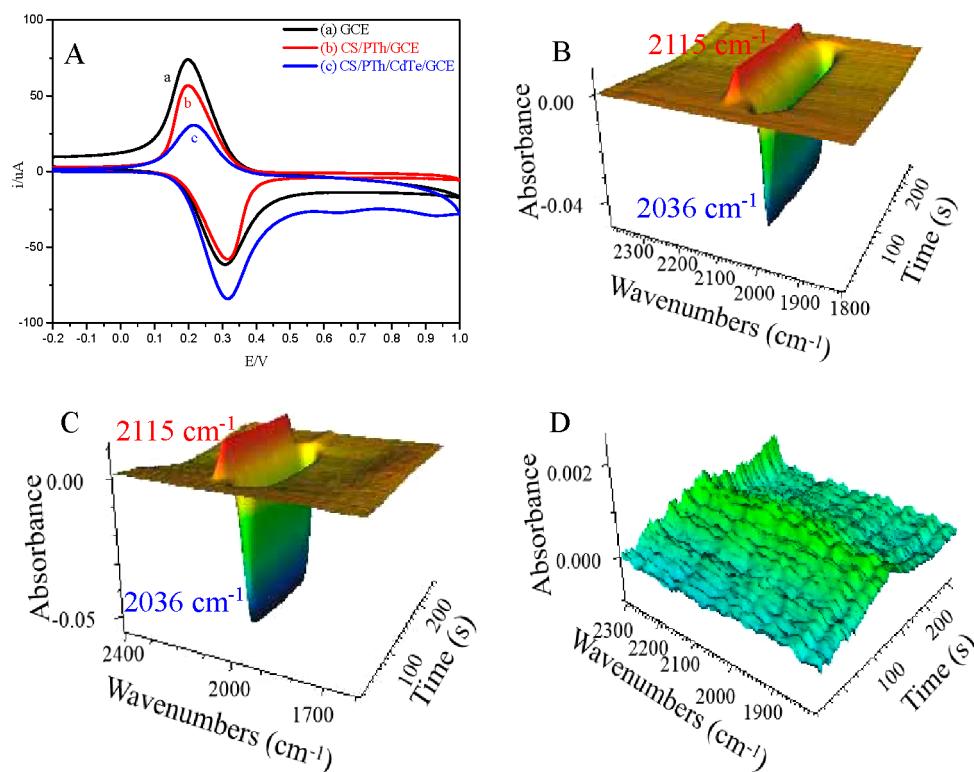 A
(a) GCE
(b) CS/PTh/GCE
(c) CS/PTh/CdTe/GCE
a
b
c
100
50
0
-50
-100
i/uA
-0.2 -0.1 0.0 0.1 0.2 0.3 0.4 0.5 0.6 0.7 0.8 0.9 1.0
E/V
B
2115 cm-1
0.00
-0.04
Absorbance
2036 cm-1
2300 2200 2100 2000 1900 1800
Wavenumbers (cm-1)
100 200
Time (s)
C
2115 cm-1
0.00
-0.05
Absorbance
2036 cm-1
2400 2000 1700
Wavenumbers (cm-1)
100 200
Time (s)
D
0.002
0.000
Absorbance
2300 2200 2100 2000 1900
Wavenumbers (cm-1)
100 200
Time (s)